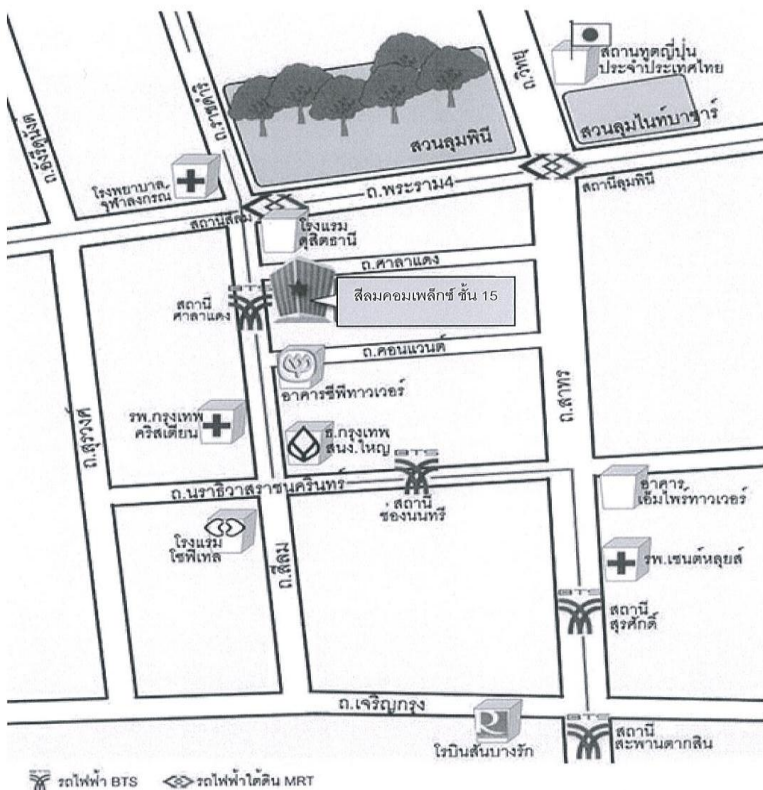 สถานทูตญี่ปุ่น
ประจำประเทศไทย
ถ.วิทยุ
ถ.ราชดำริ
ถ.อังรีดูนังต์
สวนลุมพินี
สวนลุมไนท์บาซาร์
โรงพยาบาล
จุฬาลงกรณ์
ถ.พระราม4
สถานีลุมพินี
สถานีสีลม
โรงแรม
ดุสิตธานี
ถ.ศาลาแดง
BTS
สถานี
ศาลาแดง
สีลมคอมเพล็กซ์ ชั้น 15
ถ.คอนแวนต์
อาคารซีพีทาวเวอร์
ถ.สาทร
ถ.สุรวงศ์
รพ.กรุงเทพ
คริสเตียน
ธ.กรุงเทพ
สนง.ใหญ่
BTS
ถ.นราธิวาสราชนครินทร์
สถานี
ช่องนนทรี
อาคาร
เอ็มไพร์ทาวเวอร์
โรงแรม
โซฟิเทล
ถ.สีลม
รพ.เซนต์หลุยส์
BTS
สถานี
สุรศักดิ์
ถ.เจริญกรุง
โรบินสันบางรัก
BTS
สถานี
สะพานตากสิน
รถไฟฟ้า BTS
รถไฟฟ้าใต้ดิน MRT